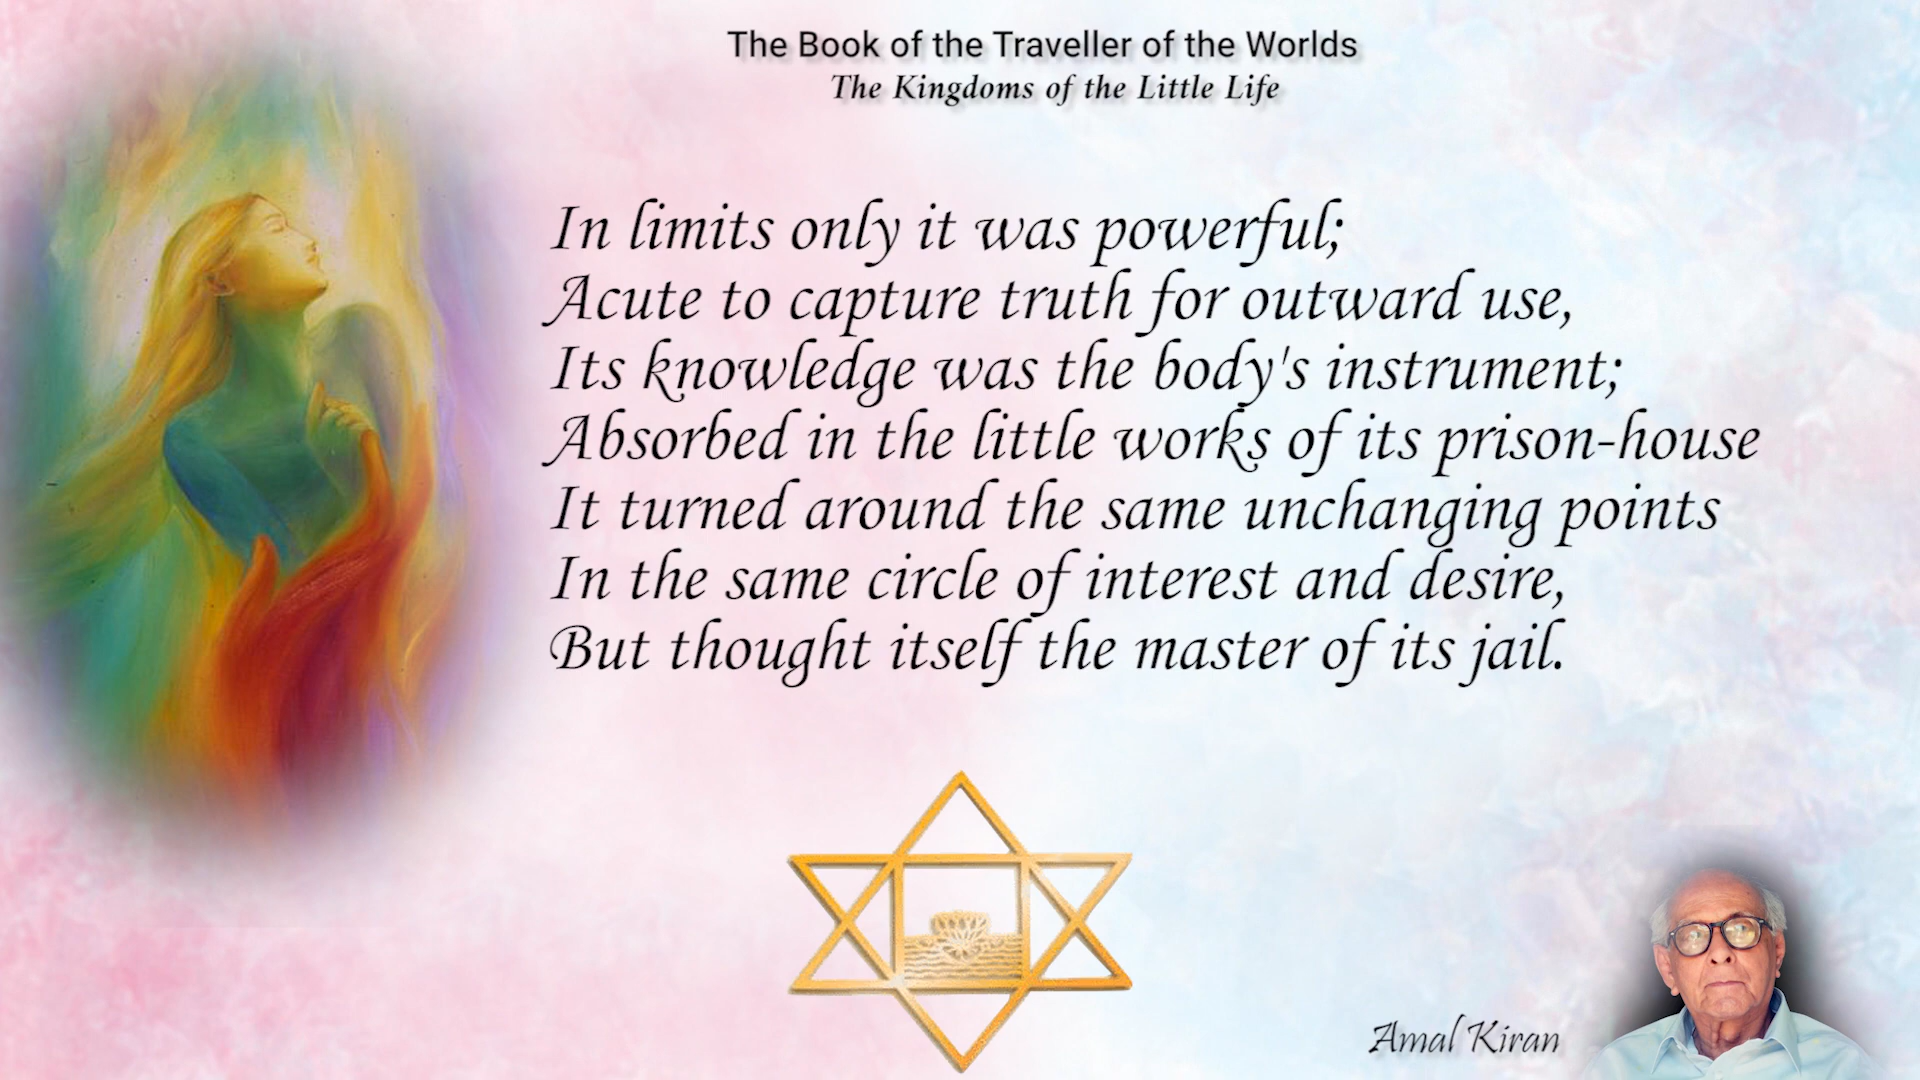 The Book of the Traveller of the Worlds
The Kingdoms of the Little Life
In limits only it was powerful;
Acute to capture truth for outward use,
Its knowledge was the body's instrument;
Absorbed in the little works of its prison-house
It turned around the same unchanging points
In the same circle of interest and desire,
But thought itself the master of its jail.
Amal Kiran